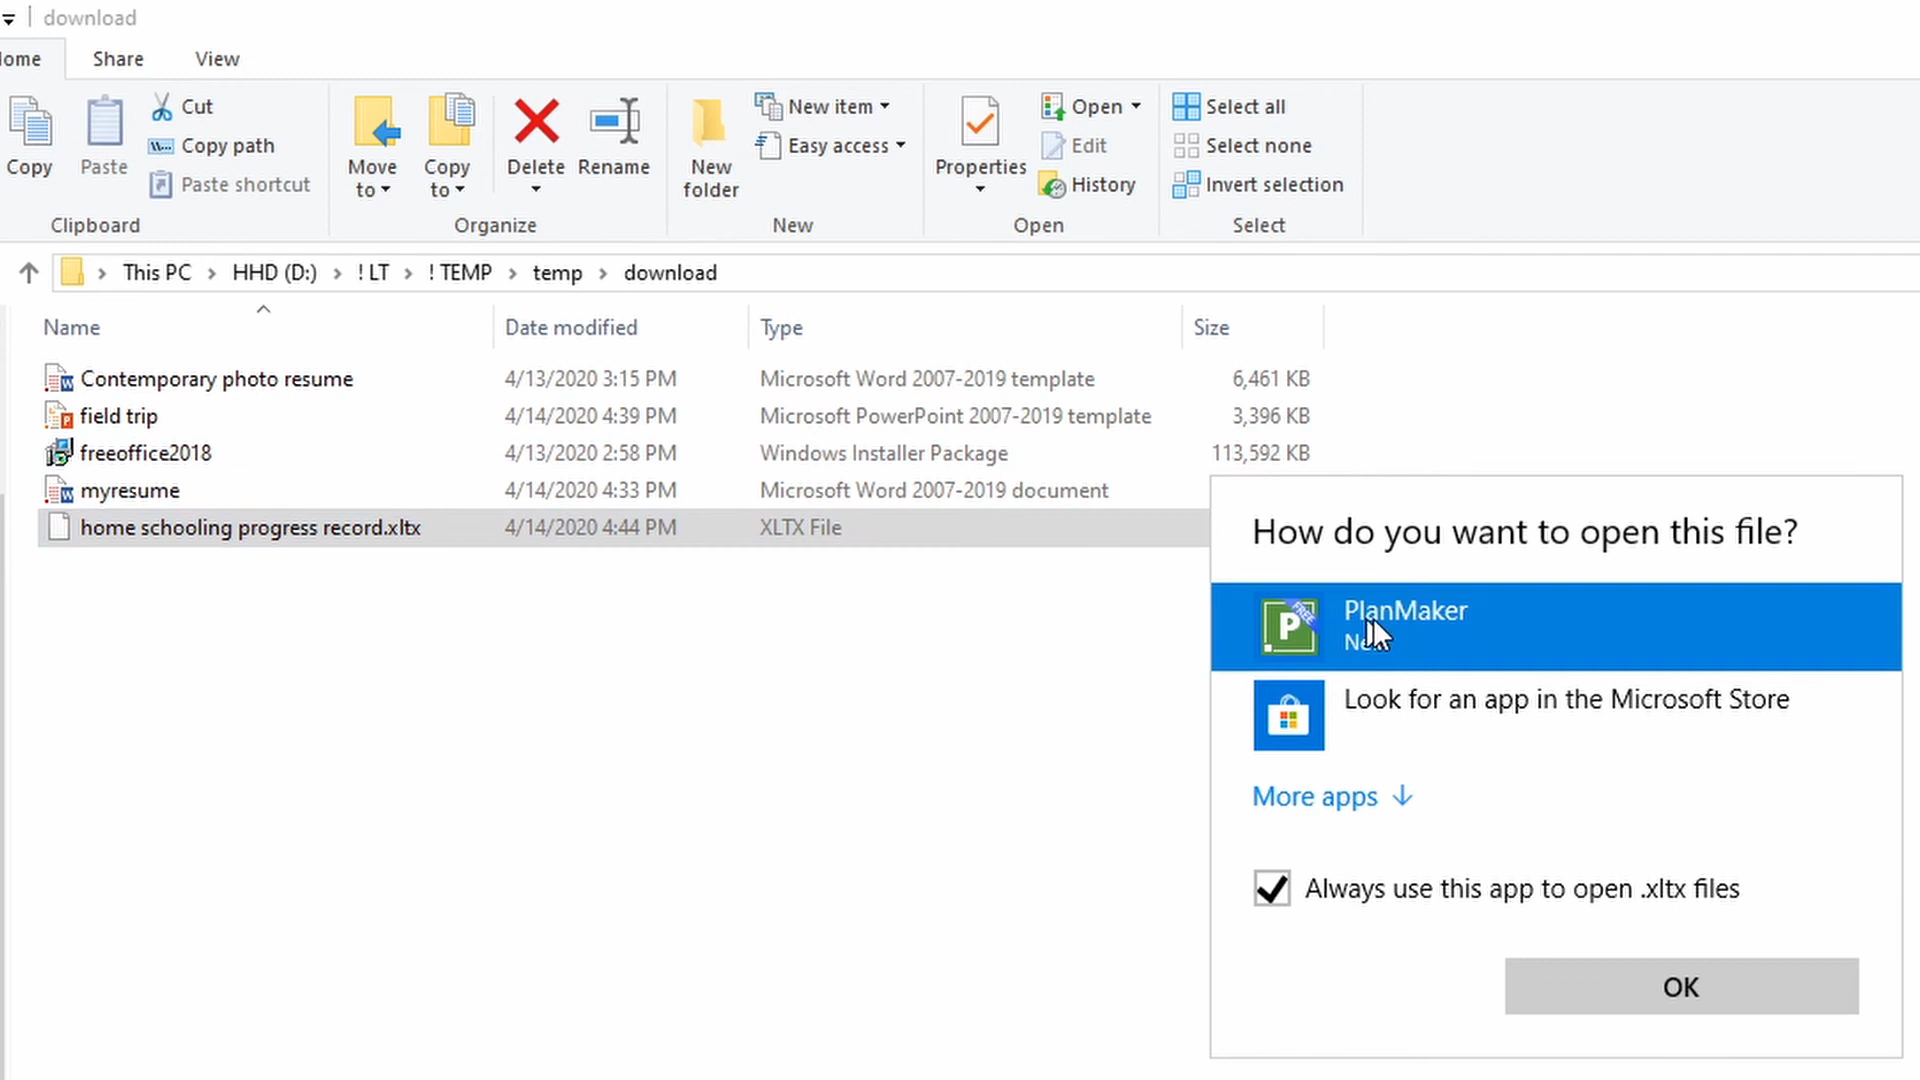 download
ome Share View
Copy Paste Cut Copy path Paste shortcut
Move to Copy to Delete Rename
New folder New item Easy access
Properties Open Edit History
Select all Select none Invert selection
Clipboard Organize New Open Select
This PC › HHD (D:) › ! LT › ! TEMP › temp › download
Name Date modified Type Size
Contemporary photo resume 4/13/2020 3:15 PM Microsoft Word 2007-2019 template 6,461 KB
field trip 4/14/2020 4:39 PM Microsoft PowerPoint 2007-2019 template 3,396 KB
freeoffice2018 4/13/2020 2:58 PM Windows Installer Package 113,592 KB
myresume 4/14/2020 4:33 PM Microsoft Word 2007-2019 document
home schooling progress record.xltx 4/14/2020 4:44 PM XLTX File
How do you want to open this file?
P FREE
PlanMaker
Look for an app in the Microsoft Store
More apps
Always use this app to open .xltx files
OK